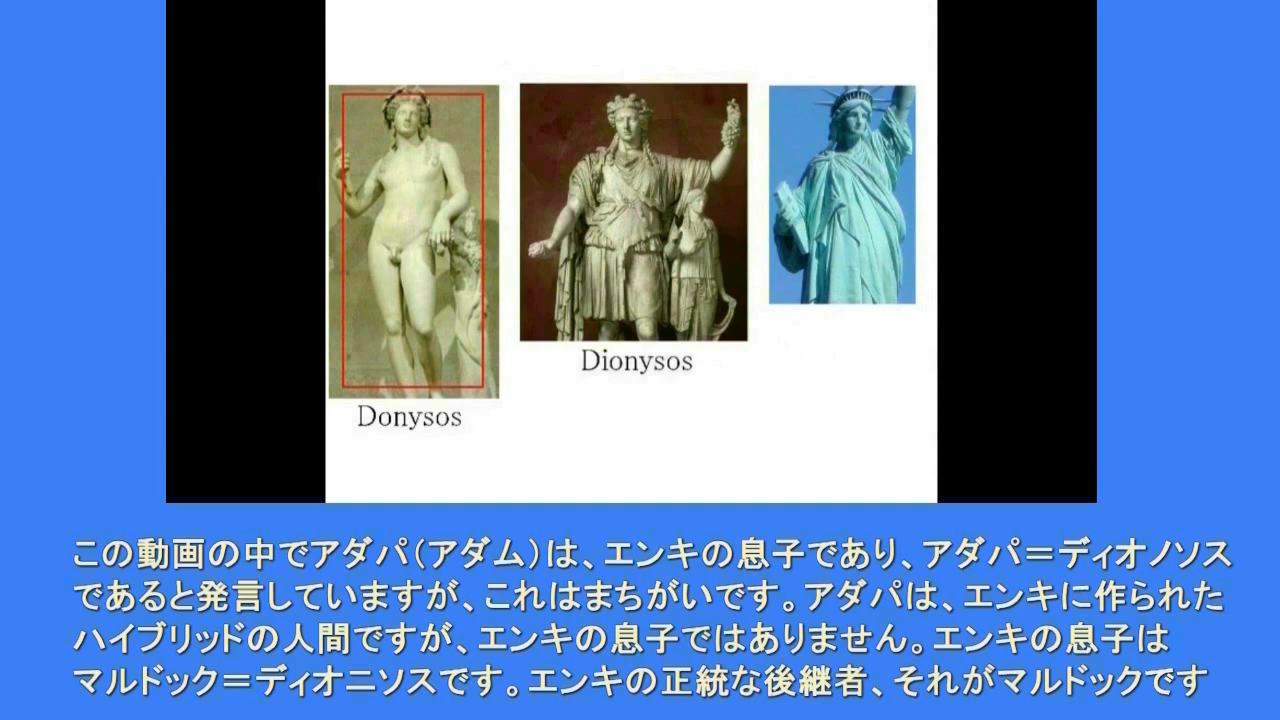 Donysos
Dionysos
この動画の中でアダパ（アダム）は、エンキの息子であり、アダパ＝ディオノソス
であると発言していますが、これはまちがいです。アダパは、エンキに作られた
ハイブリッドの人間ですが、エンキの息子ではありません。エンキの息子は
マルドック＝ディオニソスです。エンキの正統な後継者、それがマルドックです